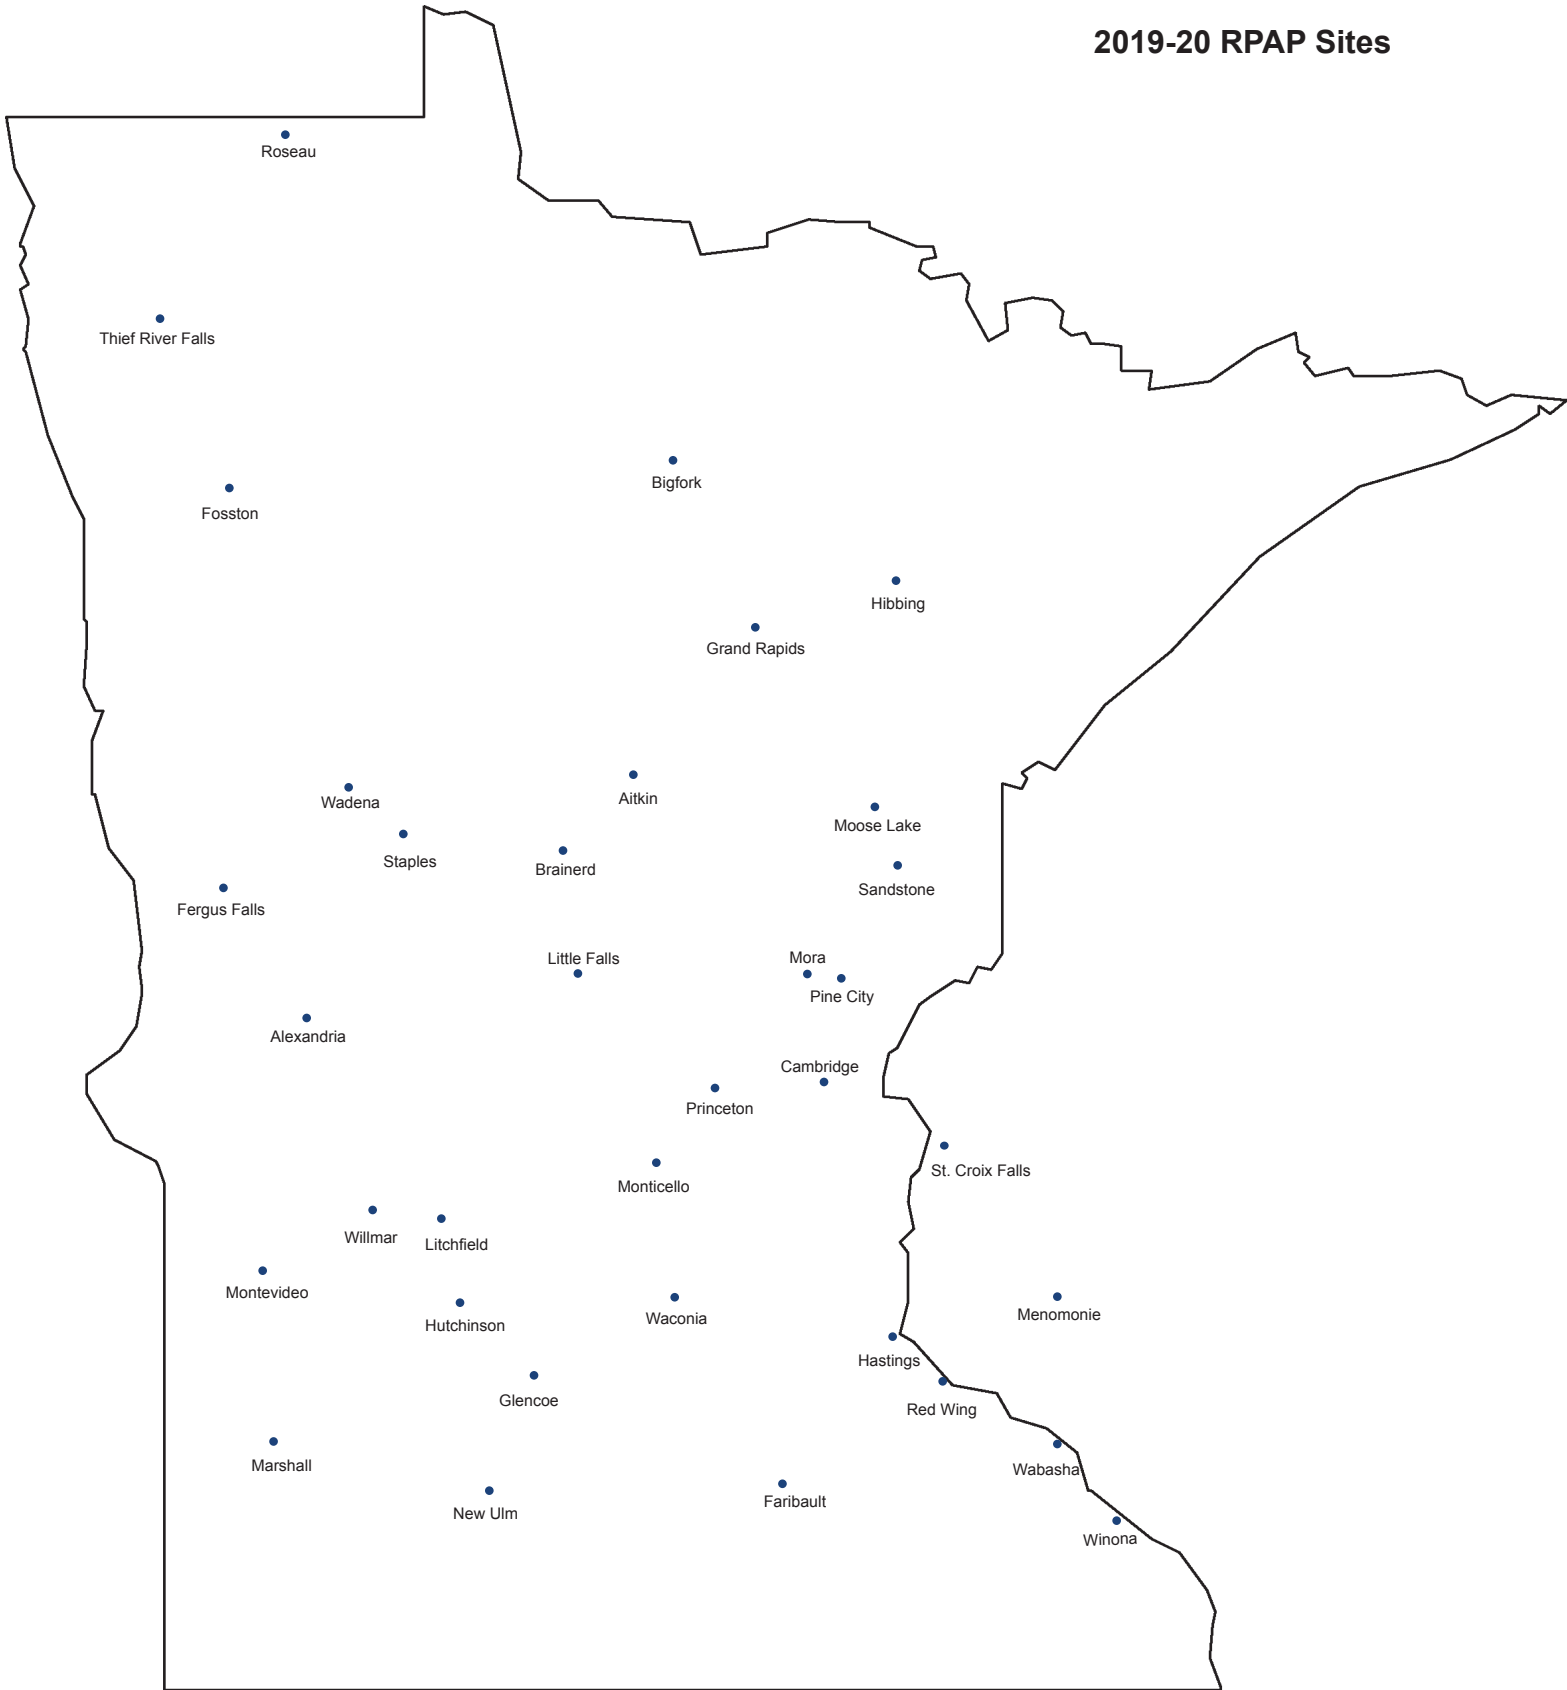 2019-20 RPAP Sites
Roseau
Thief River Falls
Bigfork
Fosston
Hibbing
Grand Rapids
Aitkin
Wadena
Moose Lake
Staples
Brainerd
Sandstone
Fergus Falls
Little Falls
Mora
Pine City
Alexandria
Cambridge
Princeton
St. Croix Falls
Monticello
Willmar
Litchfield
Montevideo
Menomonie
Waconia
Hutchinson
Hastings
Glencoe
Red Wing
Marshall
Wabasha
Faribault
New Ulm
Winona